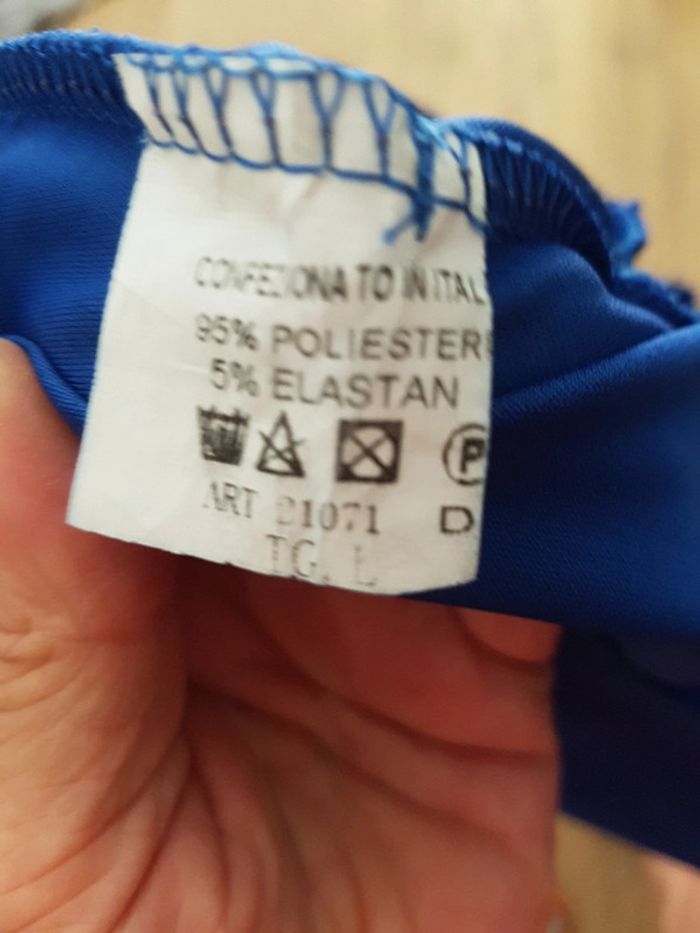 CONFEZIONATO IN ITAL
95% POLIESTER
5% ELASTAN
P
ART 21071 D
TG. L